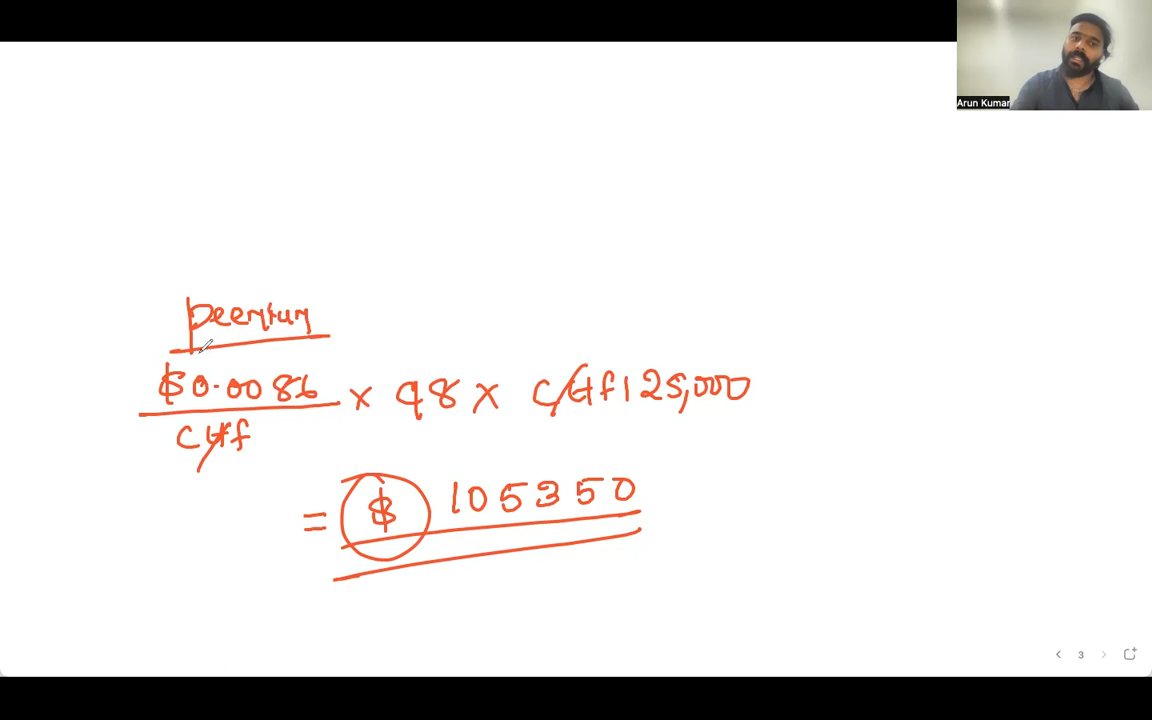 Arun Kumar
Premium
$0.0086 × 98 × CHF 125,000
CHF
= $ 105350
3